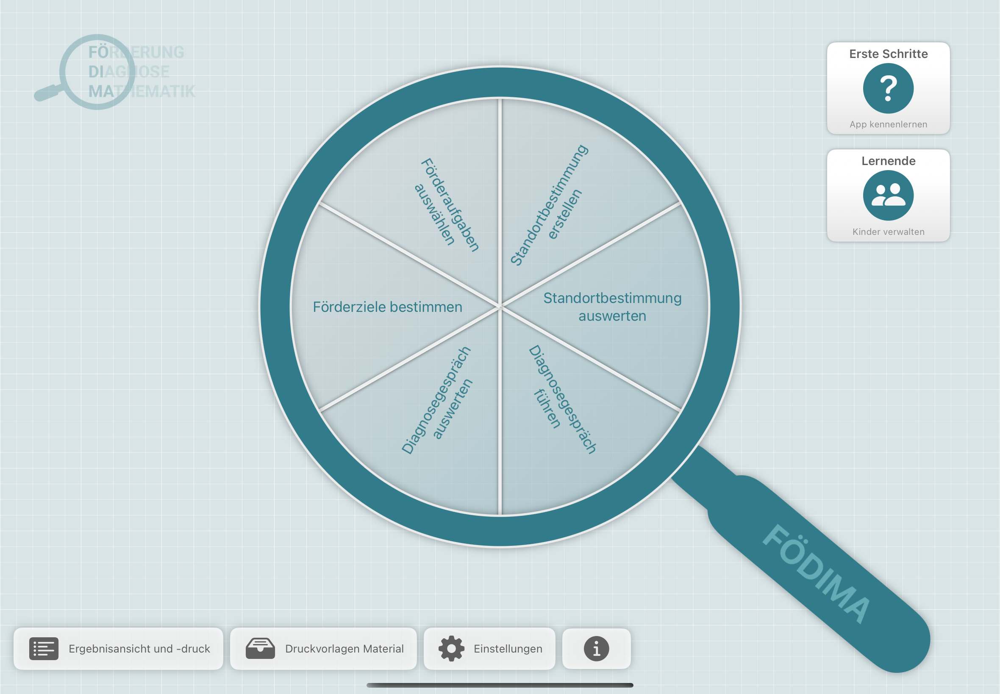 FÖRDERUNG
DIAGNOSE
MATHEMATIK
Erste Schritte
?
App kennenlernen
Lernende
Kinder verwalten
Förderaufgaben
auswählen
Standortbestimmung
erstellen
Förderziele bestimmen
Standortbestimmung
auswerten
Diagnosegespräch
auswerten
Diagnosegespräch
führen
FÖDIMA
Ergebnisansicht und -druck
Druckvorlagen Material
Einstellungen
i